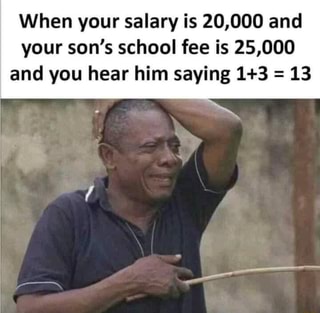 When your salary is 20,000 and
your son's school fee is 25,000
and you hear him saying 1+3 = 13